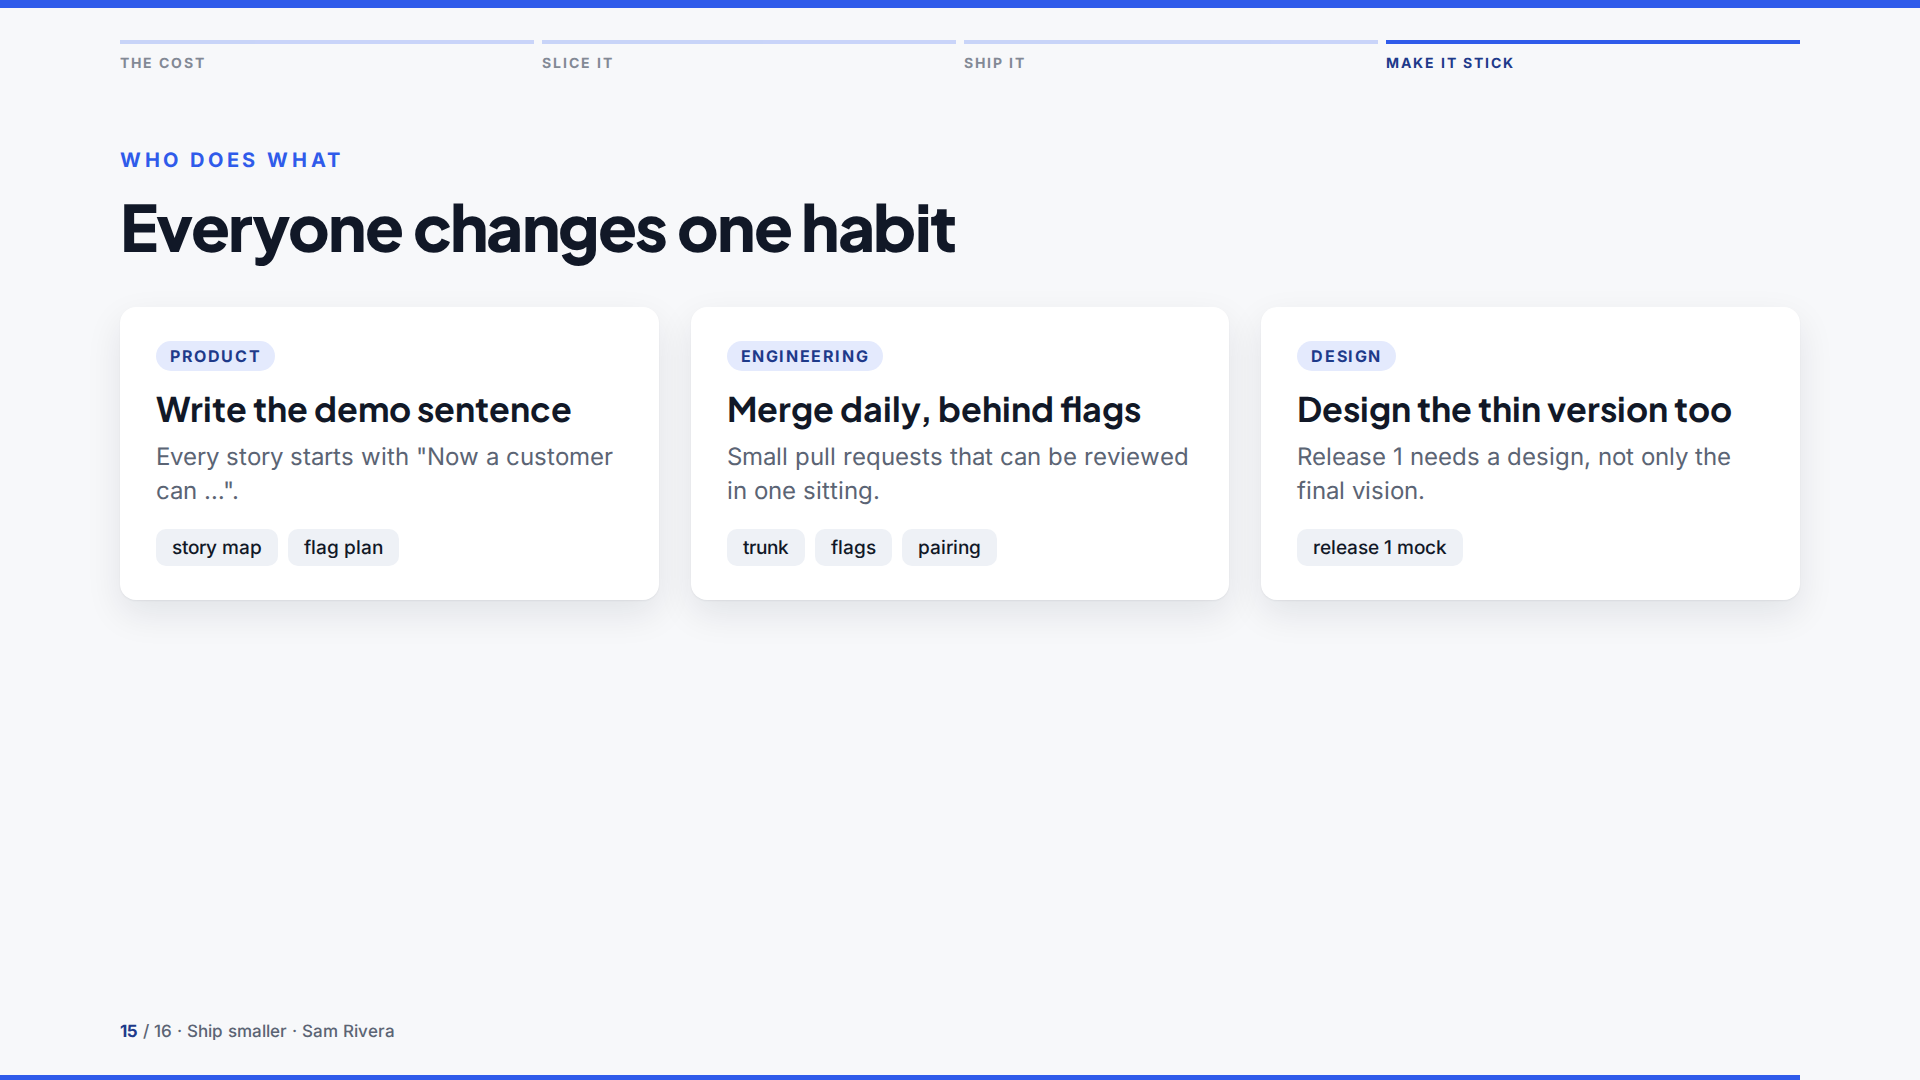 THE COST
SLICE IT
SHIP IT
MAKE IT STICK
WHO DOES WHAT
Everyone changes one habit
PRODUCT
Write the demo sentence
Every story starts with "Now a customer
can ...".
story map
flag plan
ENGINEERING
Merge daily, behind flags
Small pull requests that can be reviewed
in one sitting.
trunk
flags
pairing
DESIGN
Design the thin version too
Release 1 needs a design, not only the
final vision.
release 1 mock
15 / 16 · Ship smaller · Sam Rivera